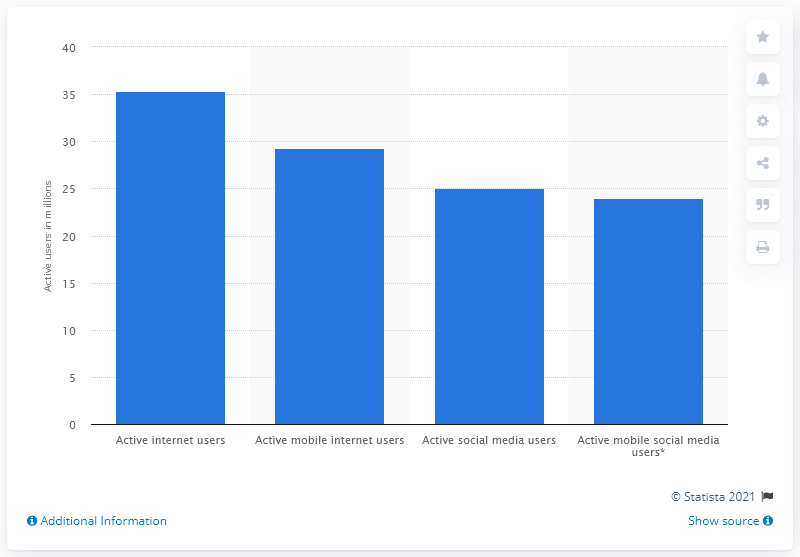 40
35
30
25
20
15
10
5
0
Active users in millions
Active internet users
Active mobile internet users
Active social media users
Active mobile social media
users*
© Statista 2021
Additional Information
Show source